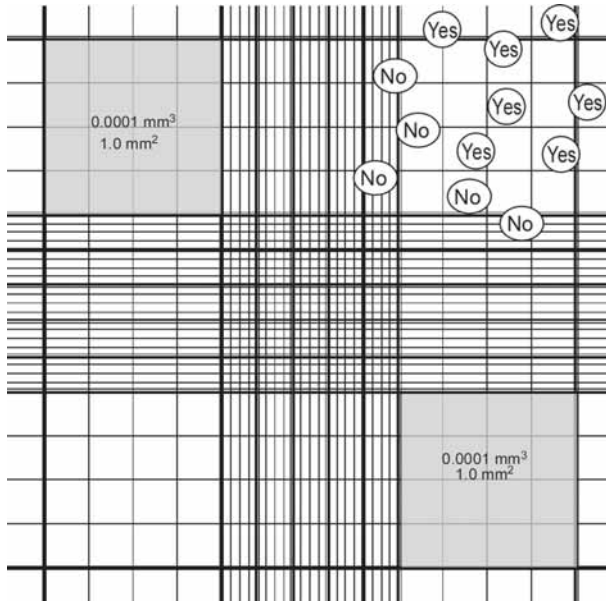 Yes
Yes
Yes
No
0.0001 mm³
1.0 mm²
Yes
Yes
No
Yes
Yes
No
No
No
0.0001 mm³
1.0 mm²